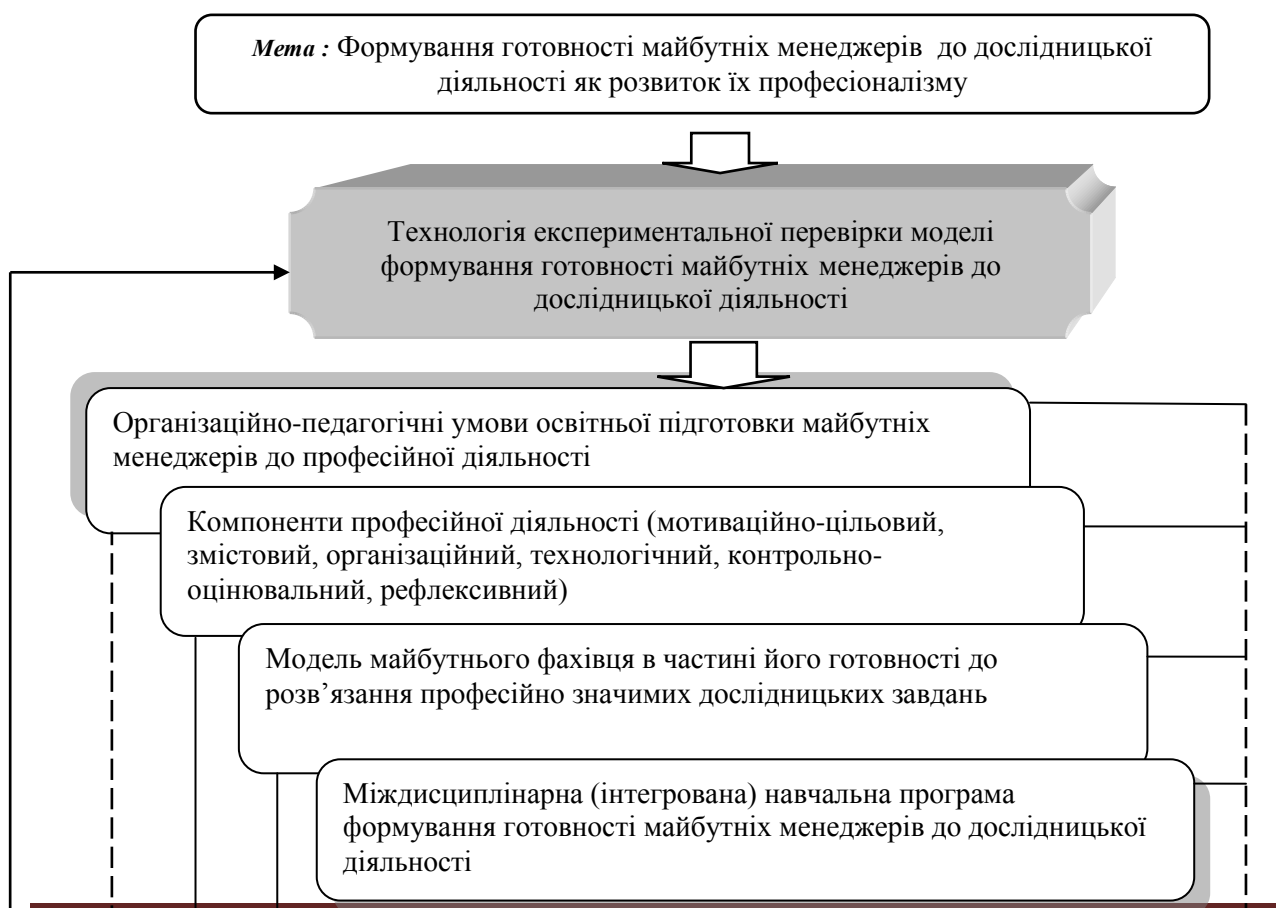 Мета : Формування готовності майбутніх менеджерів до дослідницької
діяльності як розвиток їх професіоналізму
Технологія експериментальної перевірки моделі
формування готовності майбутніх менеджерів до
дослідницької діяльності
Організаційно-педагогічні умови освітньої підготовки майбутніх
менеджерів до професійної діяльності
Компоненти професійної діяльності (мотиваційно-цільовий,
змістовий, організаційний, технологічний, контрольно-
оцінювальний, рефлексивний)
Модель майбутнього фахівця в частині його готовності до
розв’язання професійно значимих дослідницьких завдань
Міждисциплінарна (інтегрована) навчальна програма
формування готовності майбутніх менеджерів до дослідницької
діяльності